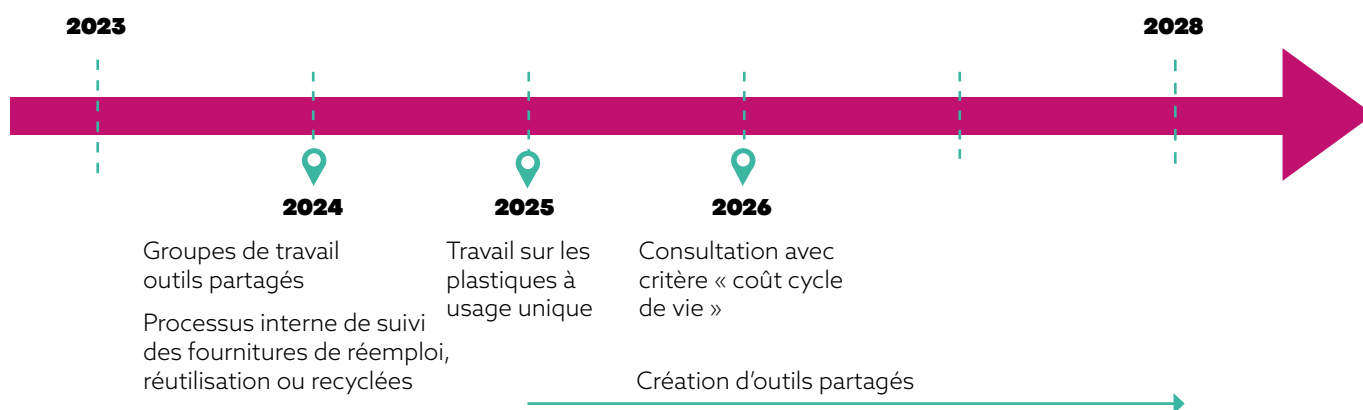 2023
2028
2024
2025
2026
Groupes de travail
outils partagés
Processus interne de suivi
des fournitures de réemploi,
réutilisation ou recyclées
Travail sur les
plastiques à
usage unique
Consultation avec
critère « coût cycle
de vie »
Création d’outils partagés